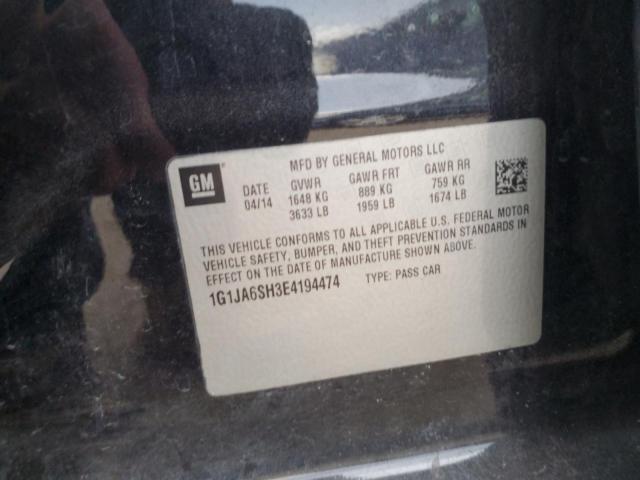 GM
MFD BY GENERAL MOTORS LLC
DATE GVWR GAWR FRT GAWR RR
04/14 1648 KG 889 KG 759 KG
3633 LB 1959 LB 1674 LB
THIS VEHICLE CONFORMS TO ALL APPLICABLE U.S. FEDERAL MOTOR
VEHICLE SAFETY, BUMPER, AND THEFT PREVENTION STANDARDS IN
EFFECT ON THE DATE OF MANUFACTURE SHOWN ABOVE.
1G1JA6SH3E4194474 TYPE: PASS CAR